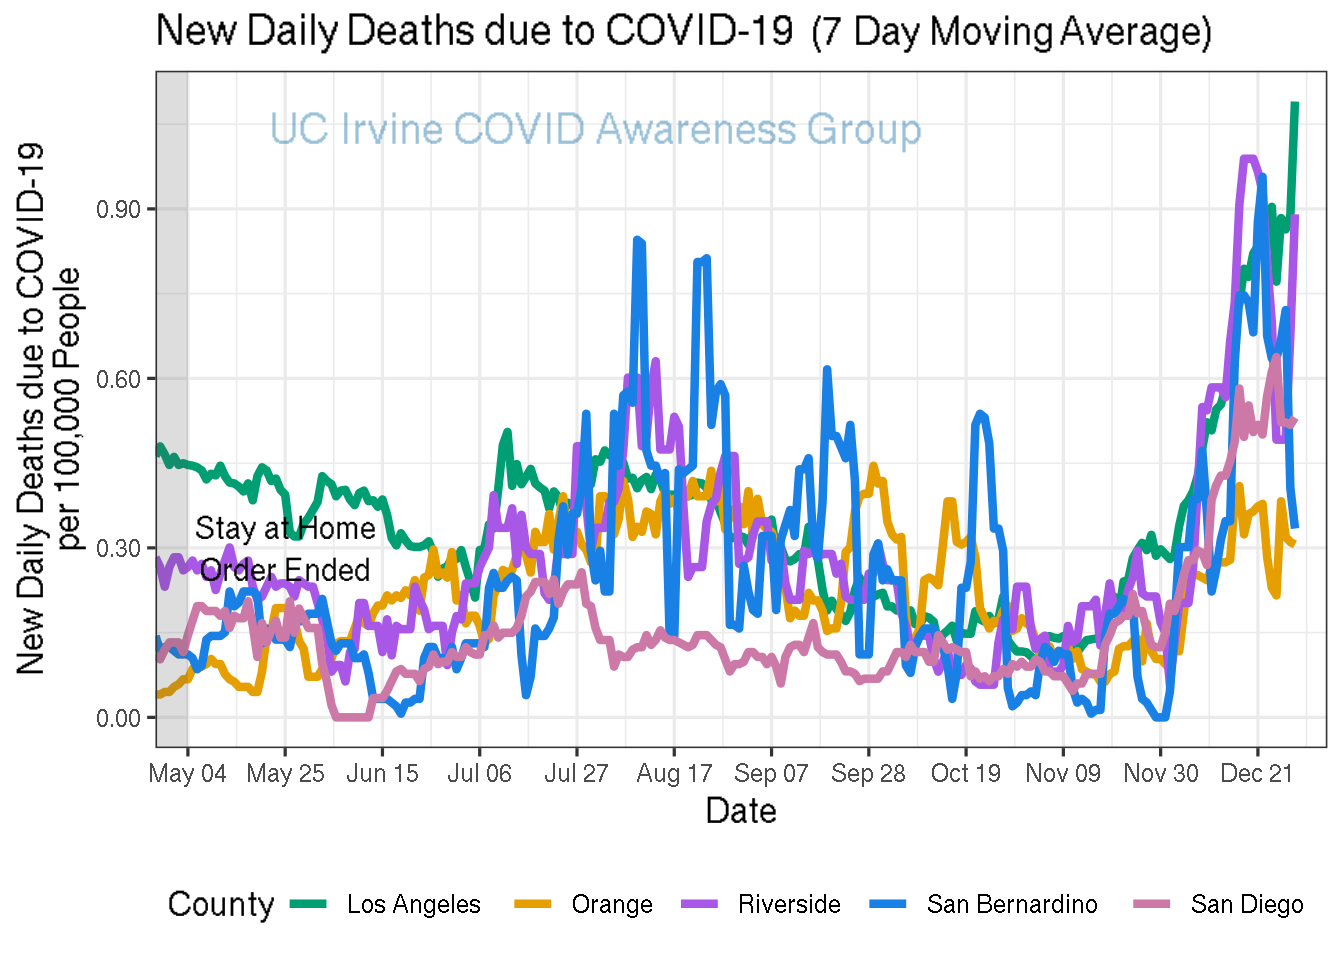 New Daily Deaths due to COVID-19 (7 Day Moving Average)
UC Irvine COVID Awareness Group
New Daily Deaths due to COVID-19
per 100,000 People
0.90
0.60
0.30
0.00
Stay at Home
Order Ended
May 04 May 25 Jun 15 Jul 06 Jul 27 Aug 17 Sep 07 Sep 28 Oct 19 Nov 09 Nov 30 Dec 21
Date
County Los Angeles Orange Riverside San Bernardino San Diego